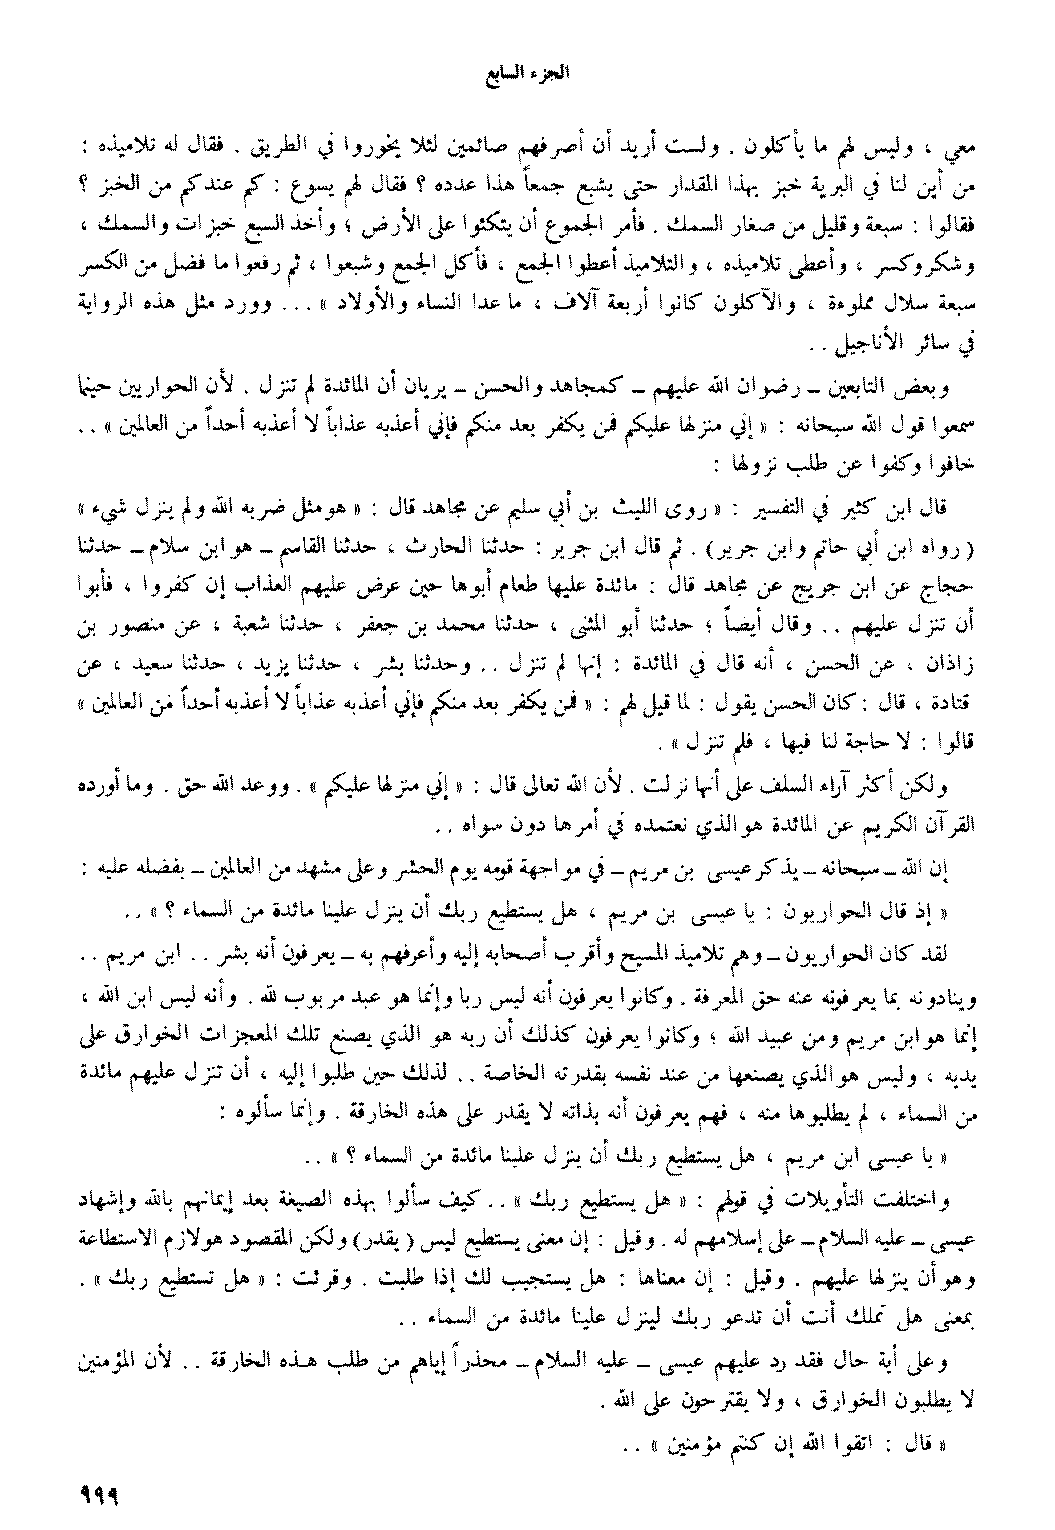 الجزء السابع
معي ، وليس لهم ما يأكلون . ولست أريد أن أصرفهم صائمين لئلا يخوروا في الطريق . فقال له تلاميذه :
من أين لنا في البرية خبز بهذا المقدار حتى يشبع جمعاً هذا عدده ؟ فقال لهم يسوع : كم عندكم من الخبز ؟
فقالوا : سبعة وقليل من صغار السمك . فأمر الجموع أن يتكئوا على الأرض ؛ وأخذ السبع خبزات والسمك ،
وشكر وكسر ، وأعطى تلاميذه ، والتلاميذ أعطوا الجمع ، فأكل الجمع وشبعوا ، ثم رفعوا ما فضل من الكسر
سبعة سلال مملوءة ، والآكلون كانوا أربعة آلاف ، ما عدا النساء والأولاد » ... وورد مثل هذه الرواية
في سائر الأناجيل ..
وبعض التابعين – رضوان الله عليهم – كمجاهد والحسن – يريان أن المائدة لم تنزل . لأن الحواريين حينما
سمعوا قول الله سبحانه : « إني منزلها عليكم فمن يكفر بعد منكم فإني أعذبه عذاباً لا أعذبه أحداً من العالمين » ..
خافوا وكفوا عن طلب نزولها :
قال ابن كثير في التفسير : « روى الليث بن أبي سليم عن مجاهد قال : « هو مثل ضربه الله ولم ينزل شيء »
( رواه ابن أبي حاتم وابن جرير ) . ثم قال ابن جرير : حدثنا الحارث ، حدثنا القاسم – هو ابن سلام – حدثنا
حجاج عن ابن جريج عن مجاهد قال : مائدة عليها طعام أبوها حين عرض عليهم العذاب إن كفروا ، فأبوا
أن تنزل عليهم .. وقال أيضاً ؛ حدثنا أبو المثنى ، حدثنا محمد بن جعفر ، حدثنا شعبة ، عن منصور بن
زاذان ، عن الحسن ، أنه قال في المائدة : إنها لم تنزل .. وحدثنا بشر ، حدثنا يزيد ، حدثنا سعيد ، عن
قتادة ، قال : كان الحسن يقول : لما قيل لهم : « فمن يكفر بعد منكم فإني أعذبه عذاباً لا أعذبه أحداً من العالمين »
قالوا : لا حاجة لنا فيها ، فلم تنزل » .
ولكن أكثر آراء السلف على أنها نزلت . لأن الله تعالى قال : « إني منزلها عليكم » . ووعد الله حق . وما أورده
القرآن الكريم عن المائدة هو الذي نعتمده في أمرها دون سواه ..
إن الله – سبحانه – يذكر عيسى بن مريم – في مواجهة قومه يوم الحشر وعلى مشهد من العالمين – بفضله عليه :
« إذ قال الحواريون : يا عيسى بن مريم ، هل يستطيع ربك أن ينزل علينا مائدة من السماء ؟ » ..
لقد كان الحواريون – وهم تلاميذ المسيح وأقرب أصحابه إليه وأعرفهم به – يعرفون أنه بشر .. ابن مريم ..
وينادونه بما يعرفونه عنه حق المعرفة . وكانوا يعرفون أنه ليس ربا وإنما هو عبد مربوب لله . وأنه ليس ابن الله ،
إنما هو ابن مريم ومن عبيد الله ؛ وكانوا يعرفون كذلك أن ربه هو الذي يصنع تلك المعجزات الخوارق على
يديه ، وليس هو الذي يصنعها من عند نفسه بقدرته الخاصة .. لذلك حين طلبوا إليه ، أن تنزل عليهم مائدة
من السماء ، لم يطلبوها منه ، فهم يعرفون أنه بذاته لا يقدر على هذه الخارقة . وإنما سألوه :
« يا عيسى ابن مريم ، هل يستطيع ربك أن ينزل علينا مائدة من السماء ؟ » ..
واختلفت التأويلات في قولهم : « هل يستطيع ربك » .. كيف سألوا بهذه الصيغة بعد إيمانهم بالله وإشهاد
عيسى – عليه السلام – على إسلامهم له . وقيل : إن معنى يستطيع ليس ( يقدر ) ولكن المقصود هو لازم الاستطاعة
وهو أن ينزلها عليهم . وقيل : إن معناها : هل يستجيب لك إذا طلبت . وقرئت : « هل تستطيع ربك » .
بمعنى هل تملك أنت أن تدعو ربك لينزل علينا مائدة من السماء ..
وعلى أية حال فقد رد عليهم عيسى – عليه السلام – محذراً إياهم من طلب هذه الخارقة .. لأن المؤمنين
لا يطلبون الخوارق ، ولا يقترحون على الله .
« قال : اتقوا الله إن كنتم مؤمنين » ..
٩٩٩